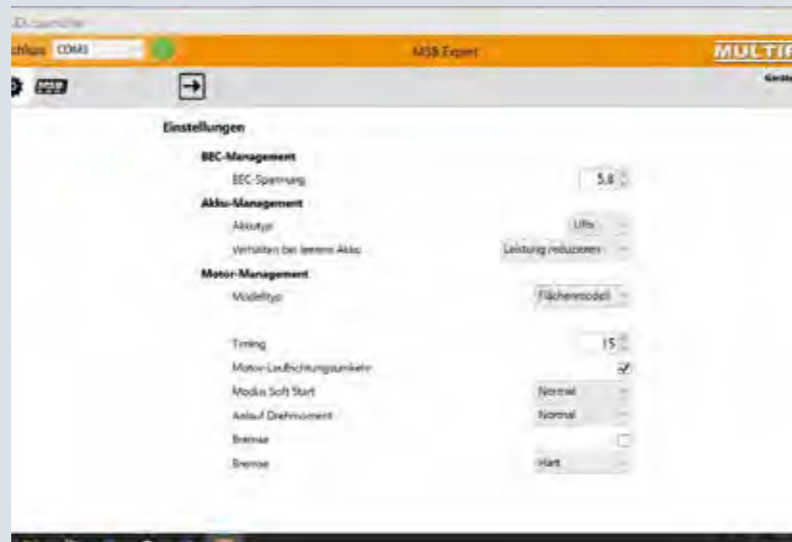 COM3
MSB Expert
MULTI
Einstellungen
BEC-Management
BEC-Spannung 5,8
Akku-Management
Akkutyp LiPo
Verhalten bei leerem Akku Leistung reduzieren
Motor-Management
Modelltyp Flächenmodell
Timing 15
Motor-Laufrichtungsumkehr
Modus Soft Start Normal
Anlauf Drehmoment Normal
Bremse
Bremse Hart